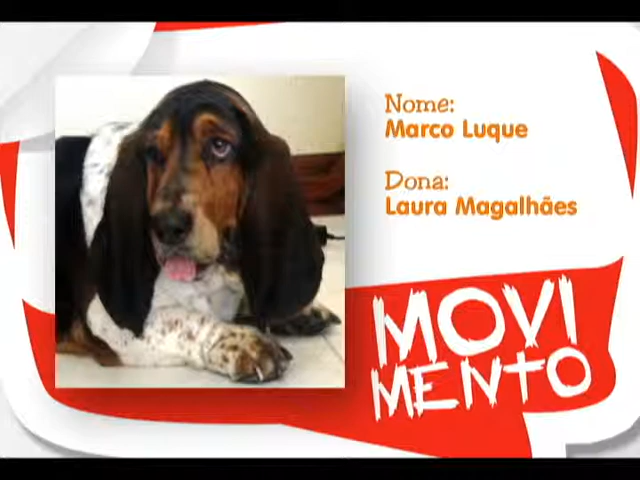 Nome:
Marco Luque
Dona:
Laura Magalhães
MOVI
MENTO